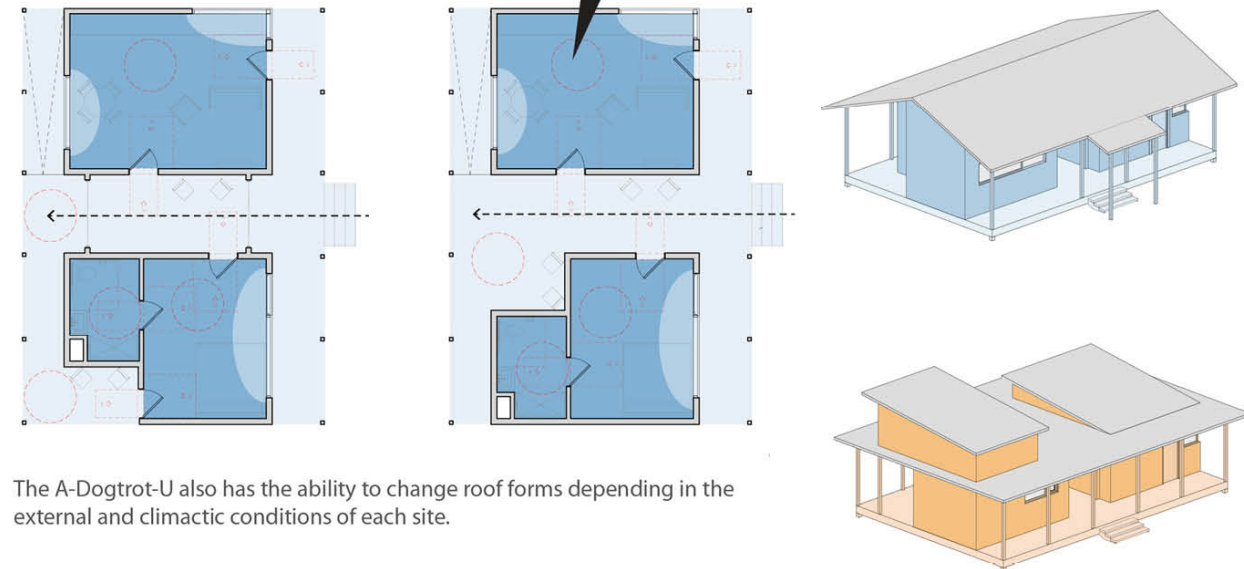 The A-Dogtrot-U also has the ability to change roof forms depending in the
external and climactic conditions of each site.